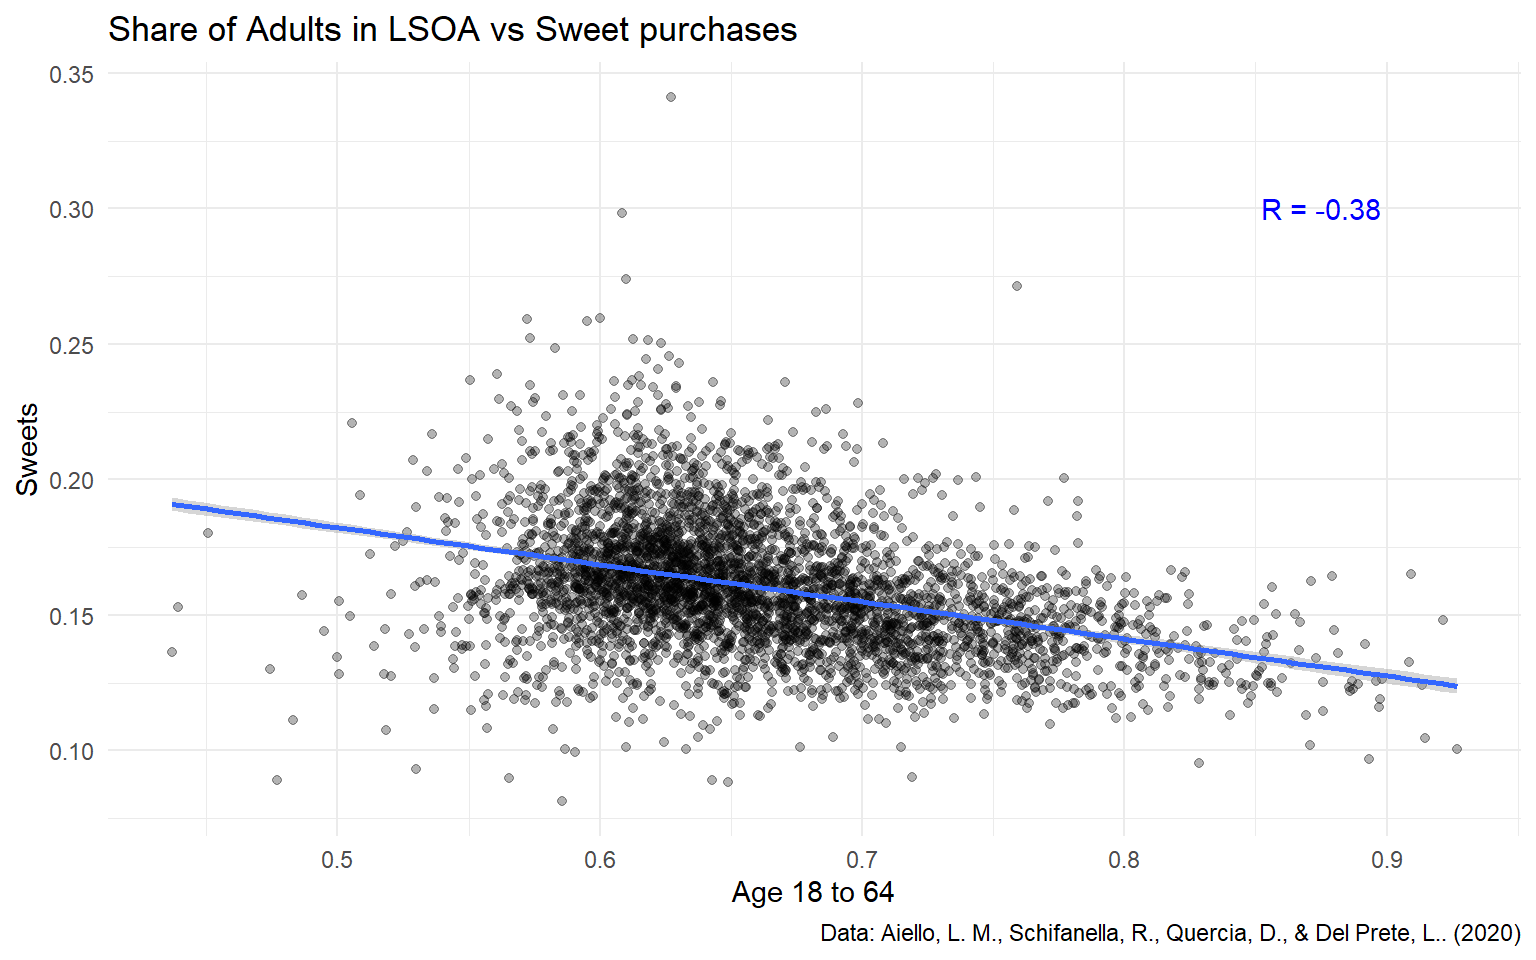 Share of Adults in LSOA vs Sweet purchases
0.35
0.30
R = -0.38
0.25
Sweets
0.20
0.15
0.10
0.5 0.6 0.7 0.8 0.9
Age 18 to 64
Data: Aiello, L. M., Schifanella, R., Quercia, D., & Del Prete, L.. (2020)